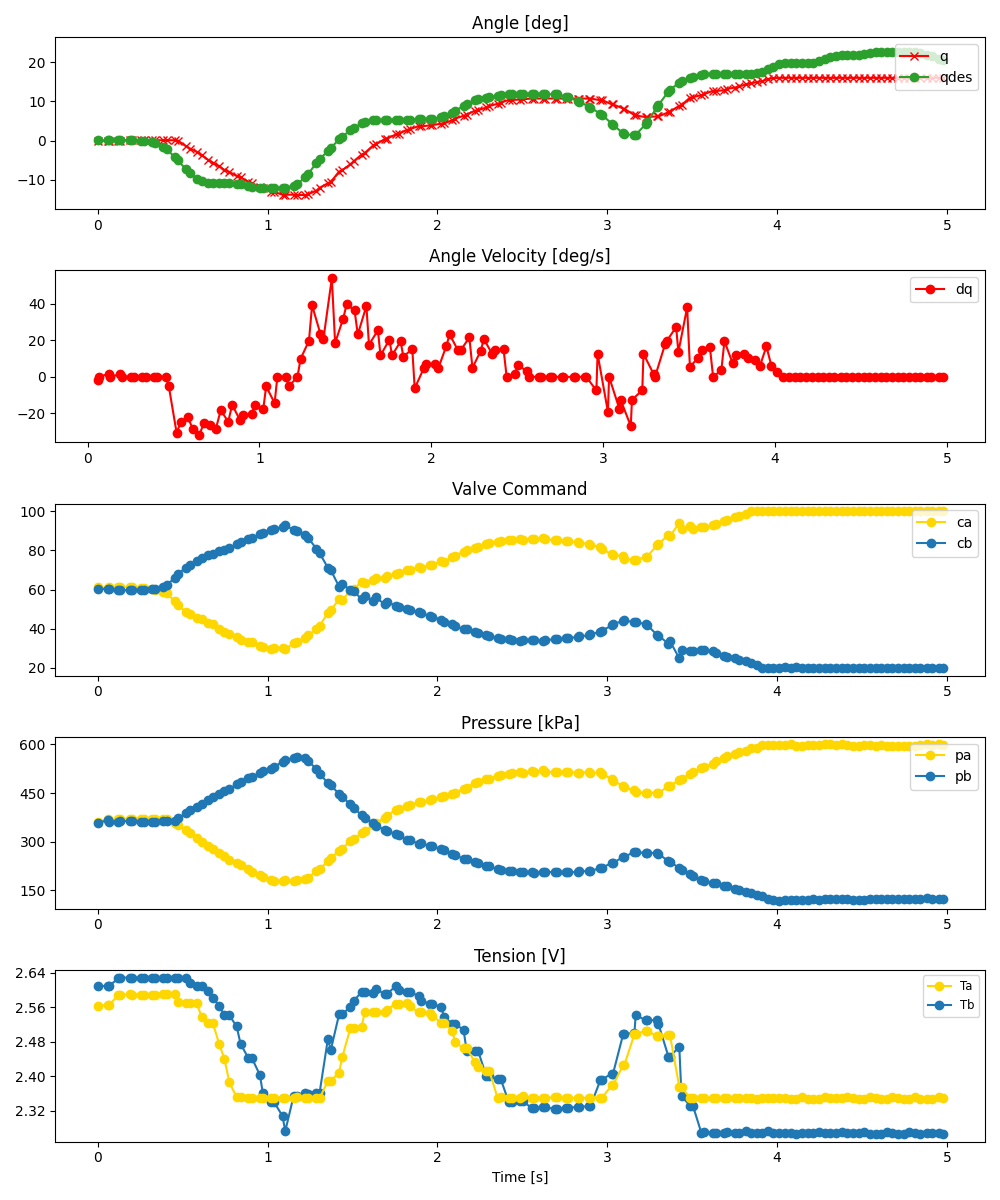 Angle [deg]
20
10
0
−10
q
qdes
0 1 2 3 4 5
Angle Velocity [deg/s]
40
20
0
−20
dq
0 1 2 3 4 5
Valve Command
100
80
60
40
20
ca
cb
0 1 2 3 4 5
Pressure [kPa]
600
450
300
150
pa
pb
0 1 2 3 4 5
Tension [V]
2.64
2.56
2.48
2.40
2.32
Ta
Tb
0 1 2 3 4 5
Time [s]